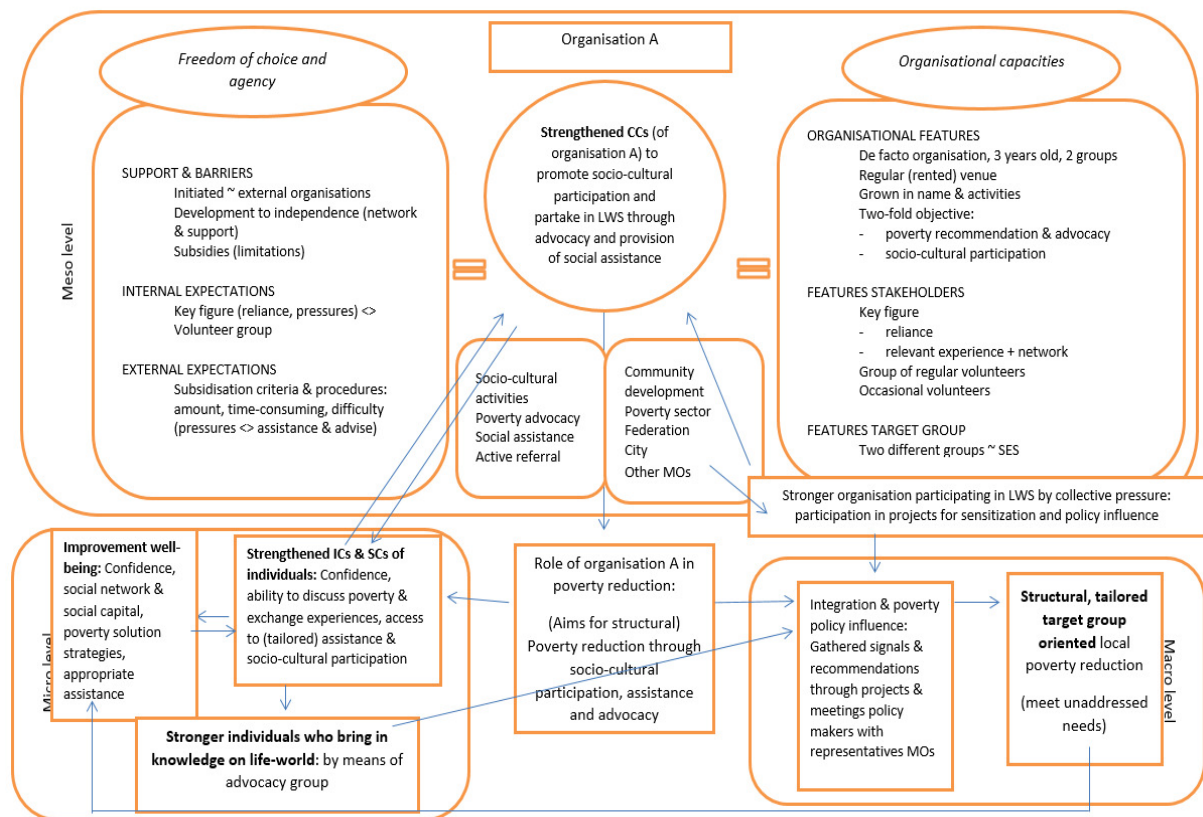 Organisation A
Freedom of choice and
agency
Organisational capacities
Meso level
SUPPORT & BARRIERS
Initiated ~ external organisations
Development to independence (network
& support)
Subsidies (limitations)
INTERNAL EXPECTATIONS
Key figure (reliance, pressures) <>
Volunteer group
EXTERNAL EXPECTATIONS
Subsidisation criteria & procedures:
amount, time-consuming, difficulty
(pressures <> assistance & advise)
=
Strengthened CCs (of
organisation A) to
promote socio-cultural
participation and
partake in LWS through
advocacy and provision
of social assistance
=
ORGANISATIONAL FEATURES
De facto organisation, 3 years old, 2 groups
Regular (rented) venue
Grown in name & activities
Two-fold objective:
- poverty recommendation & advocacy
- socio-cultural participation
FEATURES STAKEHOLDERS
Key figure
- reliance
- relevant experience + network
Group of regular volunteers
Occasional volunteers
FEATURES TARGET GROUP
Two different groups ~ SES
Socio-cultural
activities
Poverty advocacy
Social assistance
Active referral
Community
development
Poverty sector
Federation
City
Other MOs
Stronger organisation participating in LWS by collective pressure:
participation in projects for sensitization and policy influence
Micro level
Improvement well-
being: Confidence,
social network &
social capital,
poverty solution
strategies,
appropriate
assistance
Strengthened ICs & SCs of
individuals: Confidence,
ability to discuss poverty &
exchange experiences, access
to (tailored) assistance &
socio-cultural participation
Stronger individuals who bring in
knowledge on life-world: by means of
advocacy group
Role of organisation A in
poverty reduction:
(Aims for structural)
Poverty reduction through
socio-cultural
participation, assistance
and advocacy
Integration & poverty
policy influence:
Gathered signals &
recommendations
through projects &
meetings policy
makers with
representatives MOs
Structural, tailored
target group
oriented local
poverty reduction
(meet unaddressed
needs)
Macro level